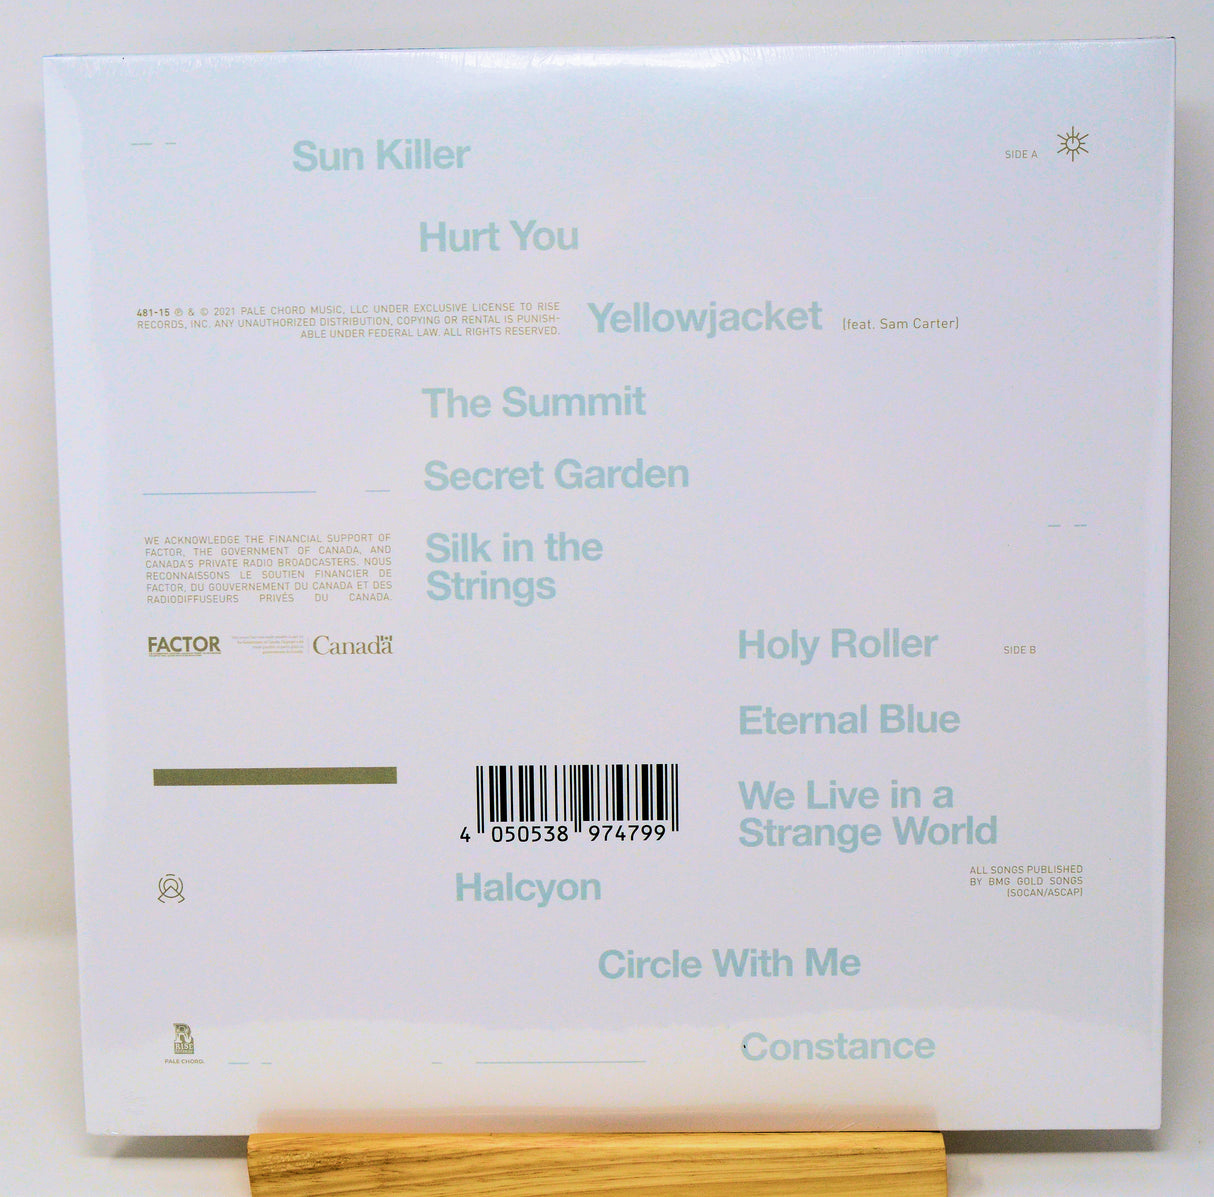 Sun Killer
SIDE A
Hurt You
481-15 ℗ & © 2021 PALE CHORD MUSIC, LLC UNDER EXCLUSIVE LICENSE TO RISE
RECORDS, INC. ANY UNAUTHORIZED DISTRIBUTION, COPYING OR RENTAL IS PUNISH-
ABLE UNDER FEDERAL LAW. ALL RIGHTS RESERVED.
Yellowjacket (feat. Sam Carter)
The Summit
Secret Garden
Silk in the
Strings
WE ACKNOWLEDGE THE FINANCIAL SUPPORT OF
FACTOR, THE GOVERNMENT OF CANADA, AND
CANADA'S PRIVATE RADIO BROADCASTERS. NOUS
RECONNAISSONS LE SOUTIEN FINANCIER DE
FACTOR, DU GOUVERNEMENT DU CANADA ET DES
RADIODIFFUSEURS PRIVÉS DU CANADA.
FACTOR
Canada
Holy Roller
SIDE B
Eternal Blue
We Live in a
Strange World
4 050538 974799
ALL SONGS PUBLISHED
BY BMG GOLD SONGS
(SOCAN/ASCAP)
Halcyon
Circle With Me
Constance
R
RISE
PALE CHORD.